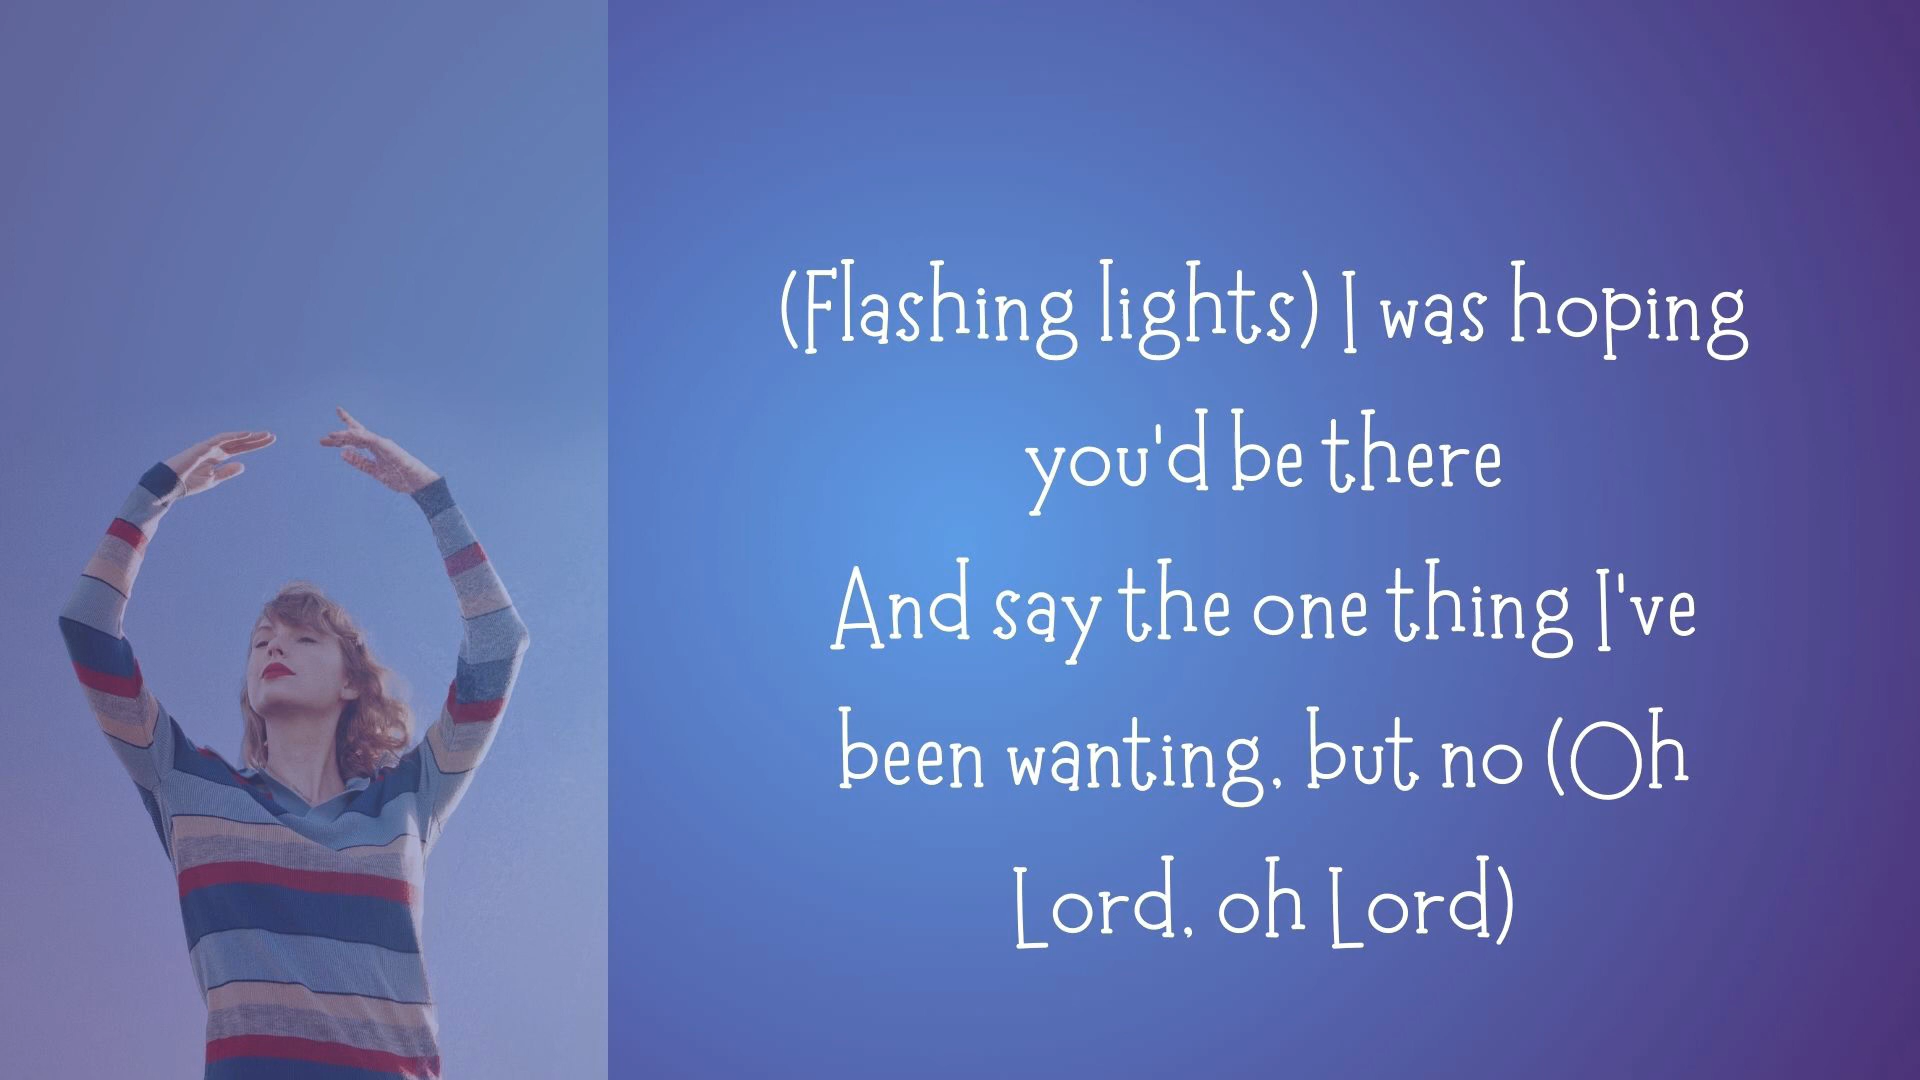 (Flashing lights) I was hoping
you'd be there
And say the one thing I've
been wanting, but no (Oh
Lord, oh Lord)